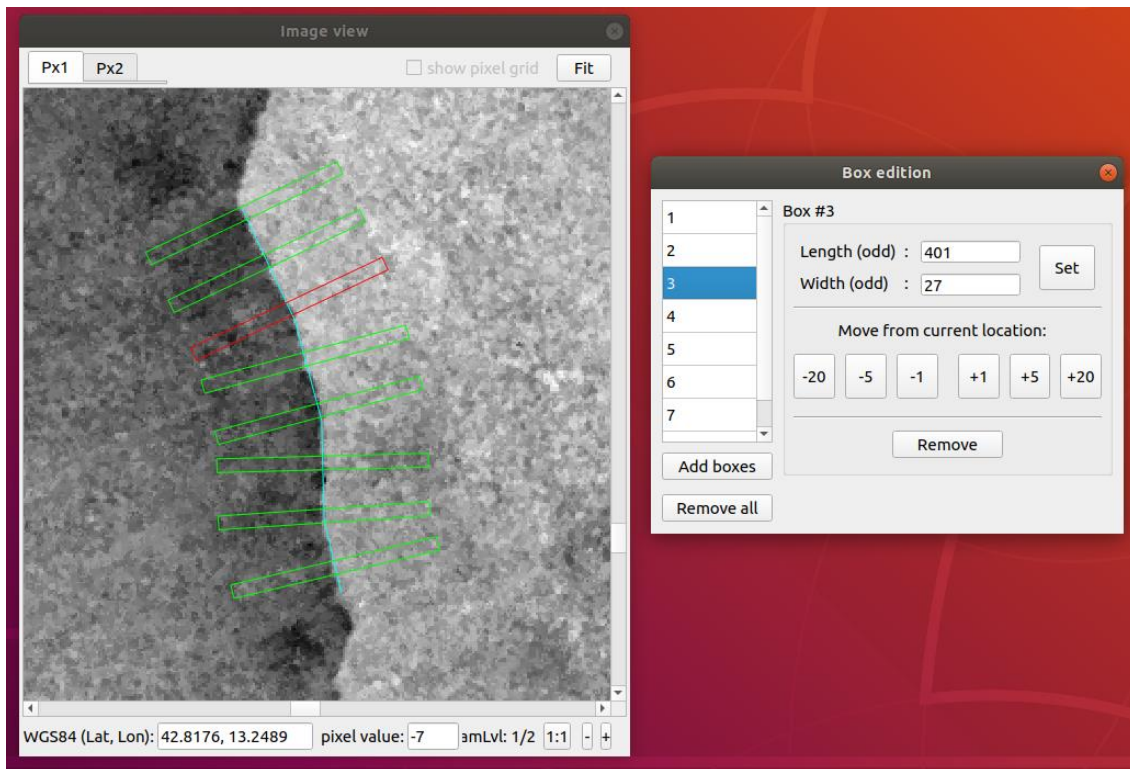 Image view
Px1 Px2 show pixel grid Fit
WGS84 (Lat, Lon): 42.8176, 13.2489 pixel value: -7 amLvl: 1/2 1:1 - +
Box edition
1
2
3
4
5
6
7
Add boxes
Remove all
Box #3
Length (odd) : 401
Width (odd) : 27
Set
Move from current location:
-20 -5 -1 +1 +5 +20
Remove